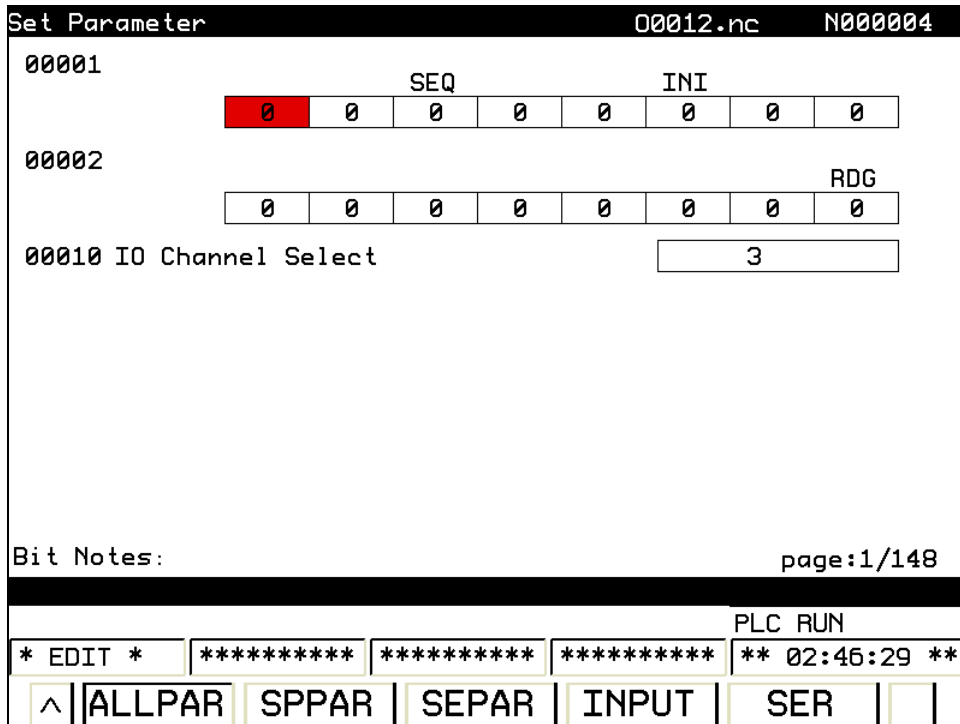 Set Parameter O0012.nc N000004
00001
SEQ INI
0 0 0 0 0 0 0 0
00002
RDG
0 0 0 0 0 0 0 0
00010 IO Channel Select 3
Bit Notes: page:1/148
PLC RUN
* EDIT * ********** ********** ********** ** 02:46:29 **
^ ALLPAR SPPAR SEPAR INPUT SER